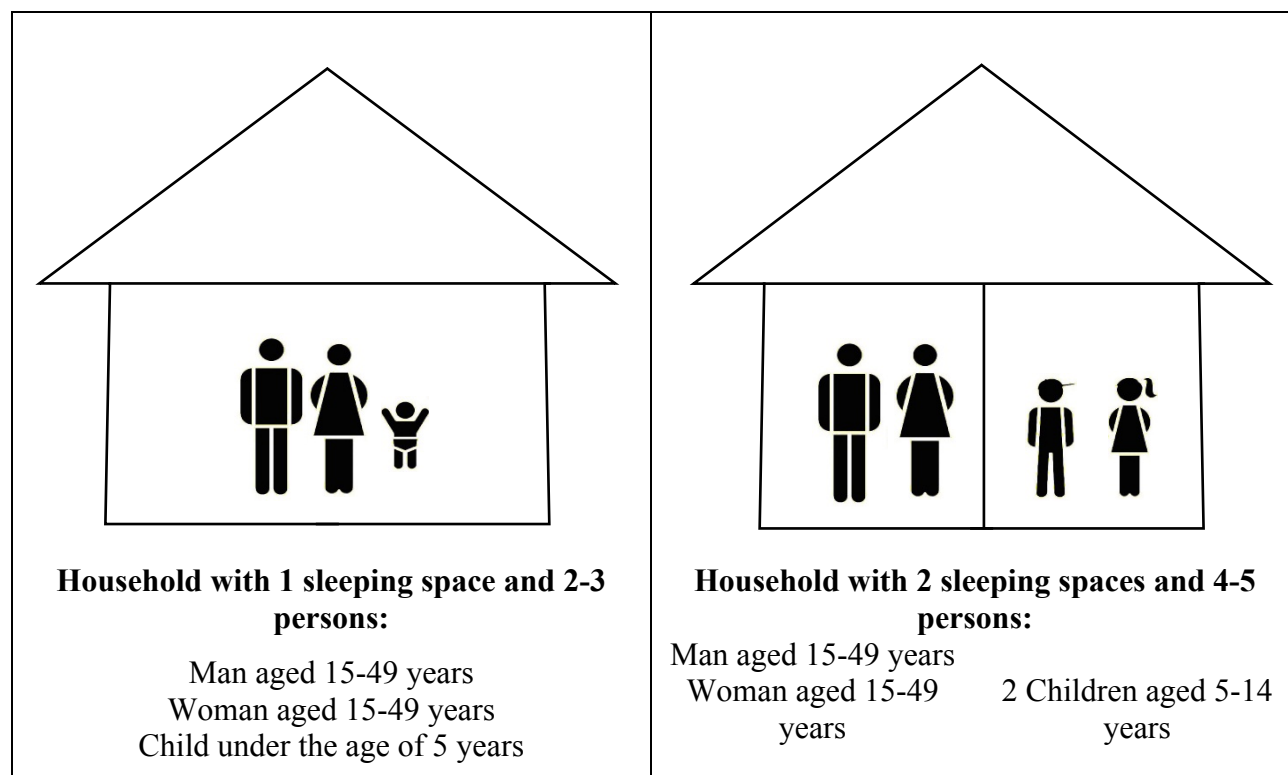 Household with 1 sleeping space and 2-3
persons:
Man aged 15-49 years
Woman aged 15-49 years
Child under the age of 5 years
Household with 2 sleeping spaces and 4-5
persons:
Man aged 15-49 years
Woman aged 15-49
years
2 Children aged 5-14
years